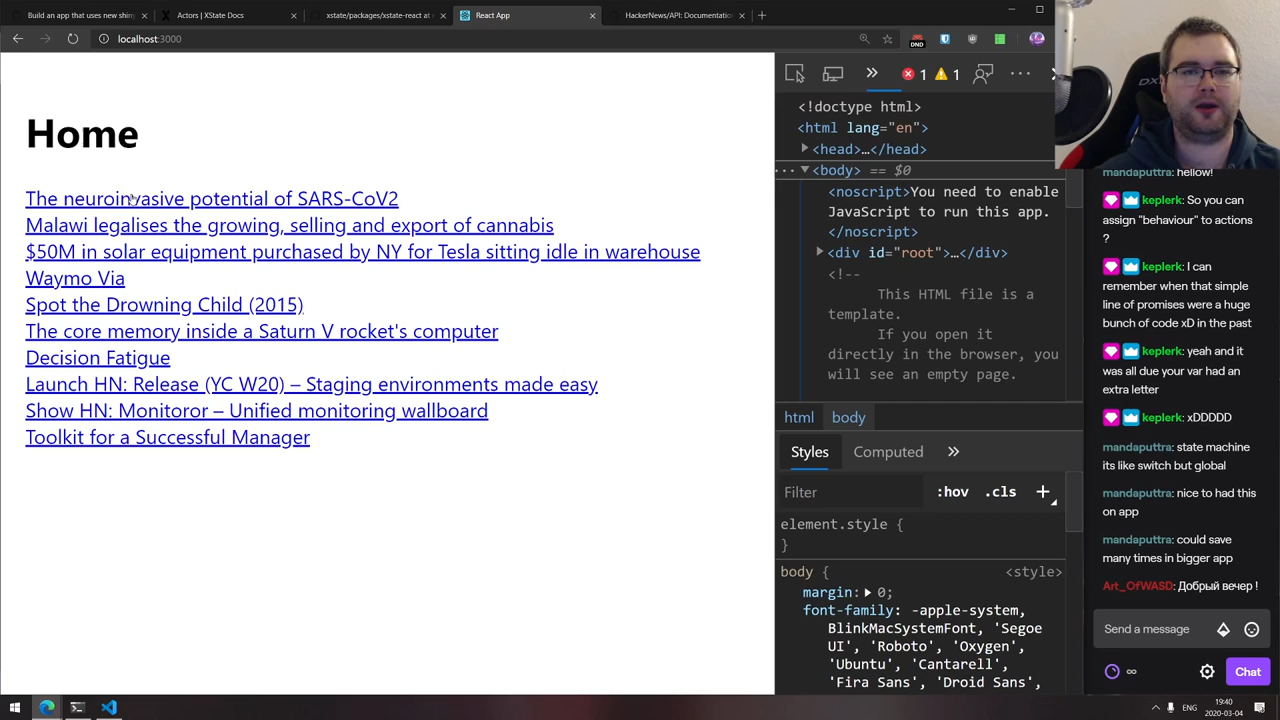 Build an app that uses new shiny
Actors | XState Docs
xstate/packages/xstate-react at m
React App
HackerNews/API: Documentation
localhost:3000
DND
Home
The neuroinvasive potential of SARS-CoV2
Malawi legalises the growing, selling and export of cannabis
$50M in solar equipment purchased by NY for Tesla sitting idle in warehouse
Waymo Via
Spot the Drowning Child (2015)
The core memory inside a Saturn V rocket's computer
Decision Fatigue
Launch HN: Release (YC W20) – Staging environments made easy
Show HN: Monitoror – Unified monitoring wallboard
Toolkit for a Successful Manager
1 1
<!doctype html>
<html lang="en">
<head>…</head>
<body> == $0
<noscript>You need to enable
JavaScript to run this app.
</noscript>
<div id="root">…</div>
<!--
This HTML file is a
template.
If you open it
directly in the browser, you
will see an empty page.
html body
Styles Computed
Filter :hov .cls +
element.style {
}
body { <style>
margin: 0;
font-family: -apple-system,
BlinkMacSystemFont, 'Segoe
UI', 'Roboto', 'Oxygen',
'Ubuntu', 'Cantarell',
'Fira Sans', 'Droid Sans',
mandaputtra: hellow!
keplerk: So you can
assign "behaviour" to actions
?
keplerk: I can
remember when that simple
line of promises were a huge
bunch of code xD in the past
keplerk: yeah and it
was all due your var had an
extra letter
keplerk: xDDDDD
mandaputtra: state machine
its like switch but global
mandaputtra: nice to had this
on app
mandaputtra: could save
many times in bigger app
Art_OfWASD: Добрый вечер !
Send a message
∞ Chat
ENG
19:40
2020-03-04